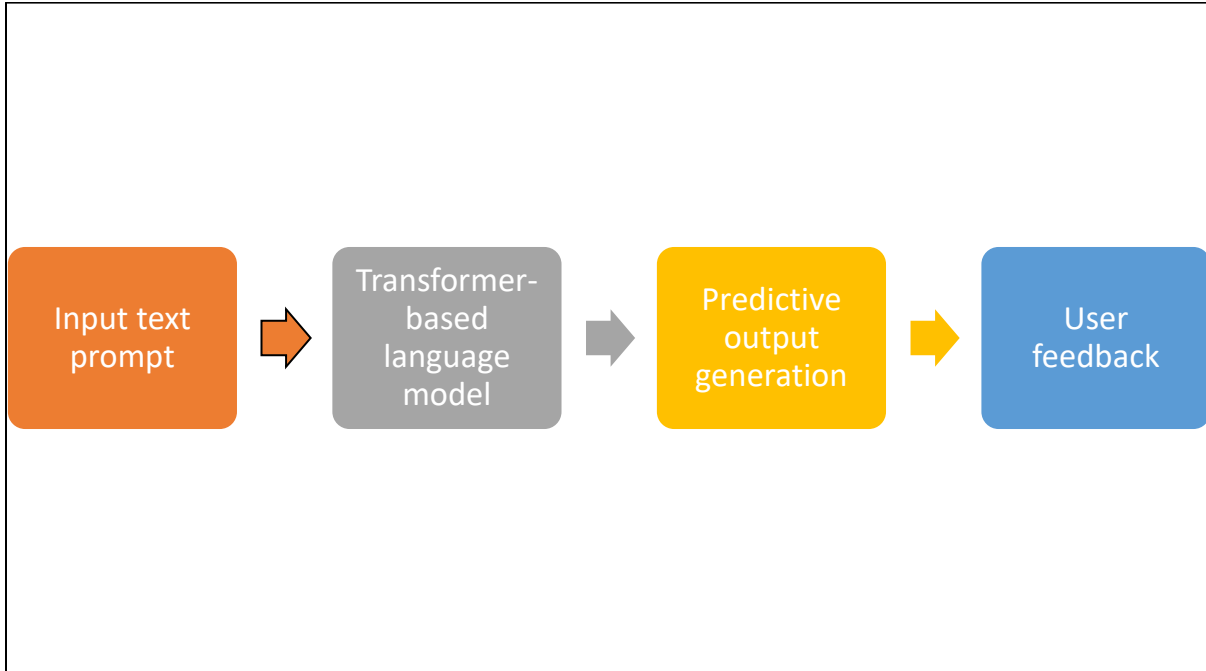 Input text
prompt
Transformer-
based
language
model
Predictive
output
generation
User
feedback